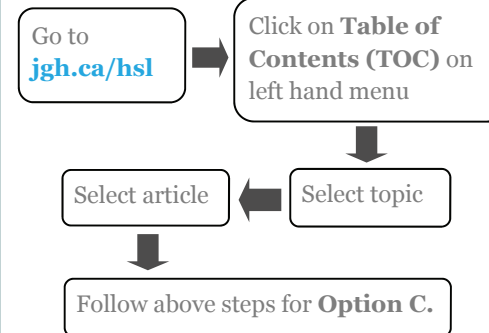 Go to
jgh.ca/hsl
Click on Table of
Contents (TOC) on
left hand menu
Select topic
Select article
Follow above steps for Option C.